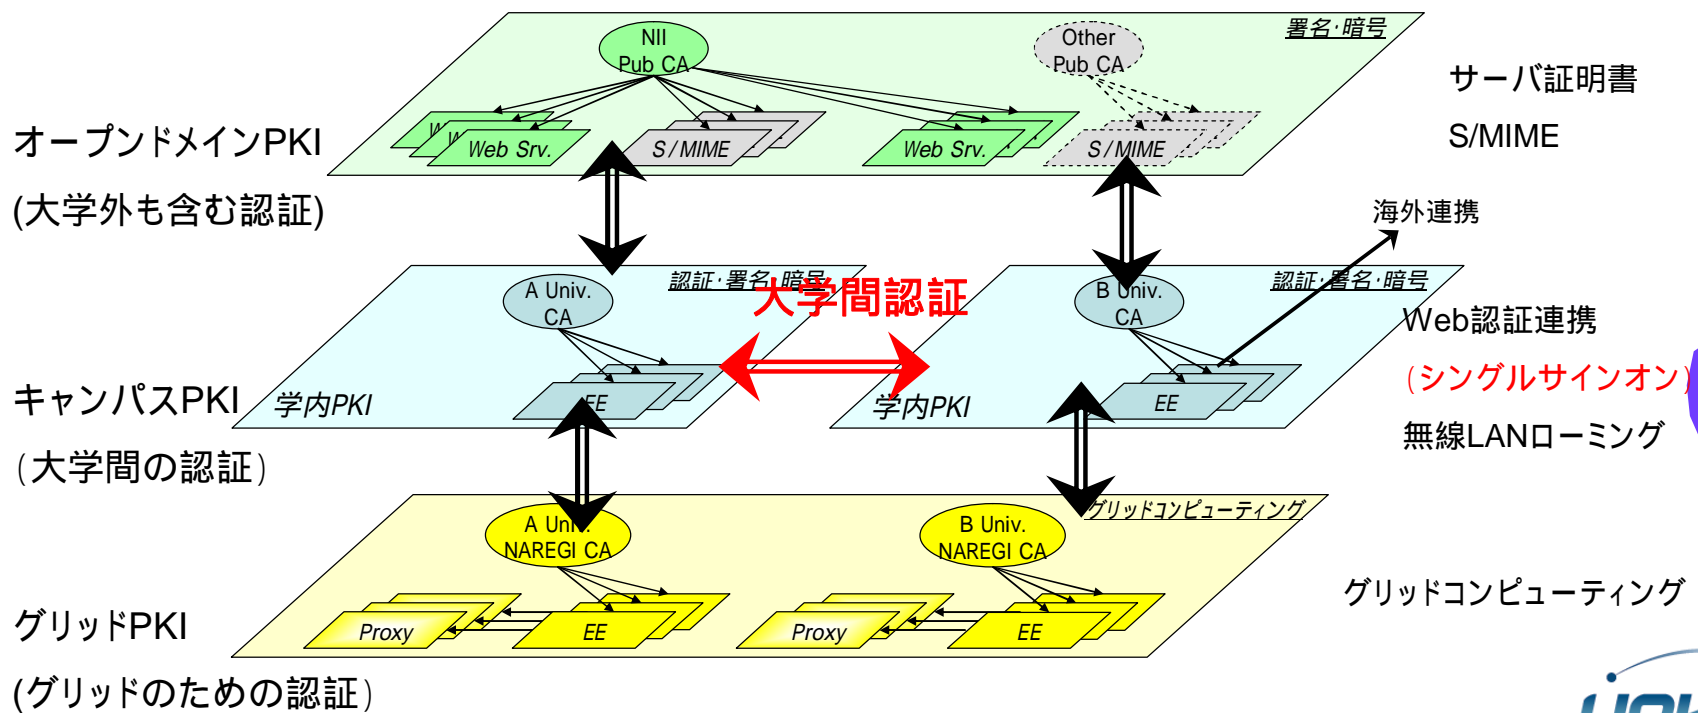 署名･暗号
NII
Pub CA
Other
Pub CA
サーバ証明書
S/MIME
オープンドメインPKI
(大学外も含む認証)
Web Srv.
S/MIME
Web Srv.
S/MIME
海外連携
認証･署名･暗号
A Univ.
CA
大学間認証
認証･署名･暗号
B Univ.
CA
Web認証連携
(シングルサインオン)
無線LANローミング
キャンパスPKI
(大学間の認証)
学内PKI
EE
学内PKI
EE
グリッドコンピューティング
A Univ.
NAREGI CA
B Univ.
NAREGI CA
グリッドコンピューティング
グリッドPKI
(グリッドのための認証)
Proxy
EE
Proxy
EE